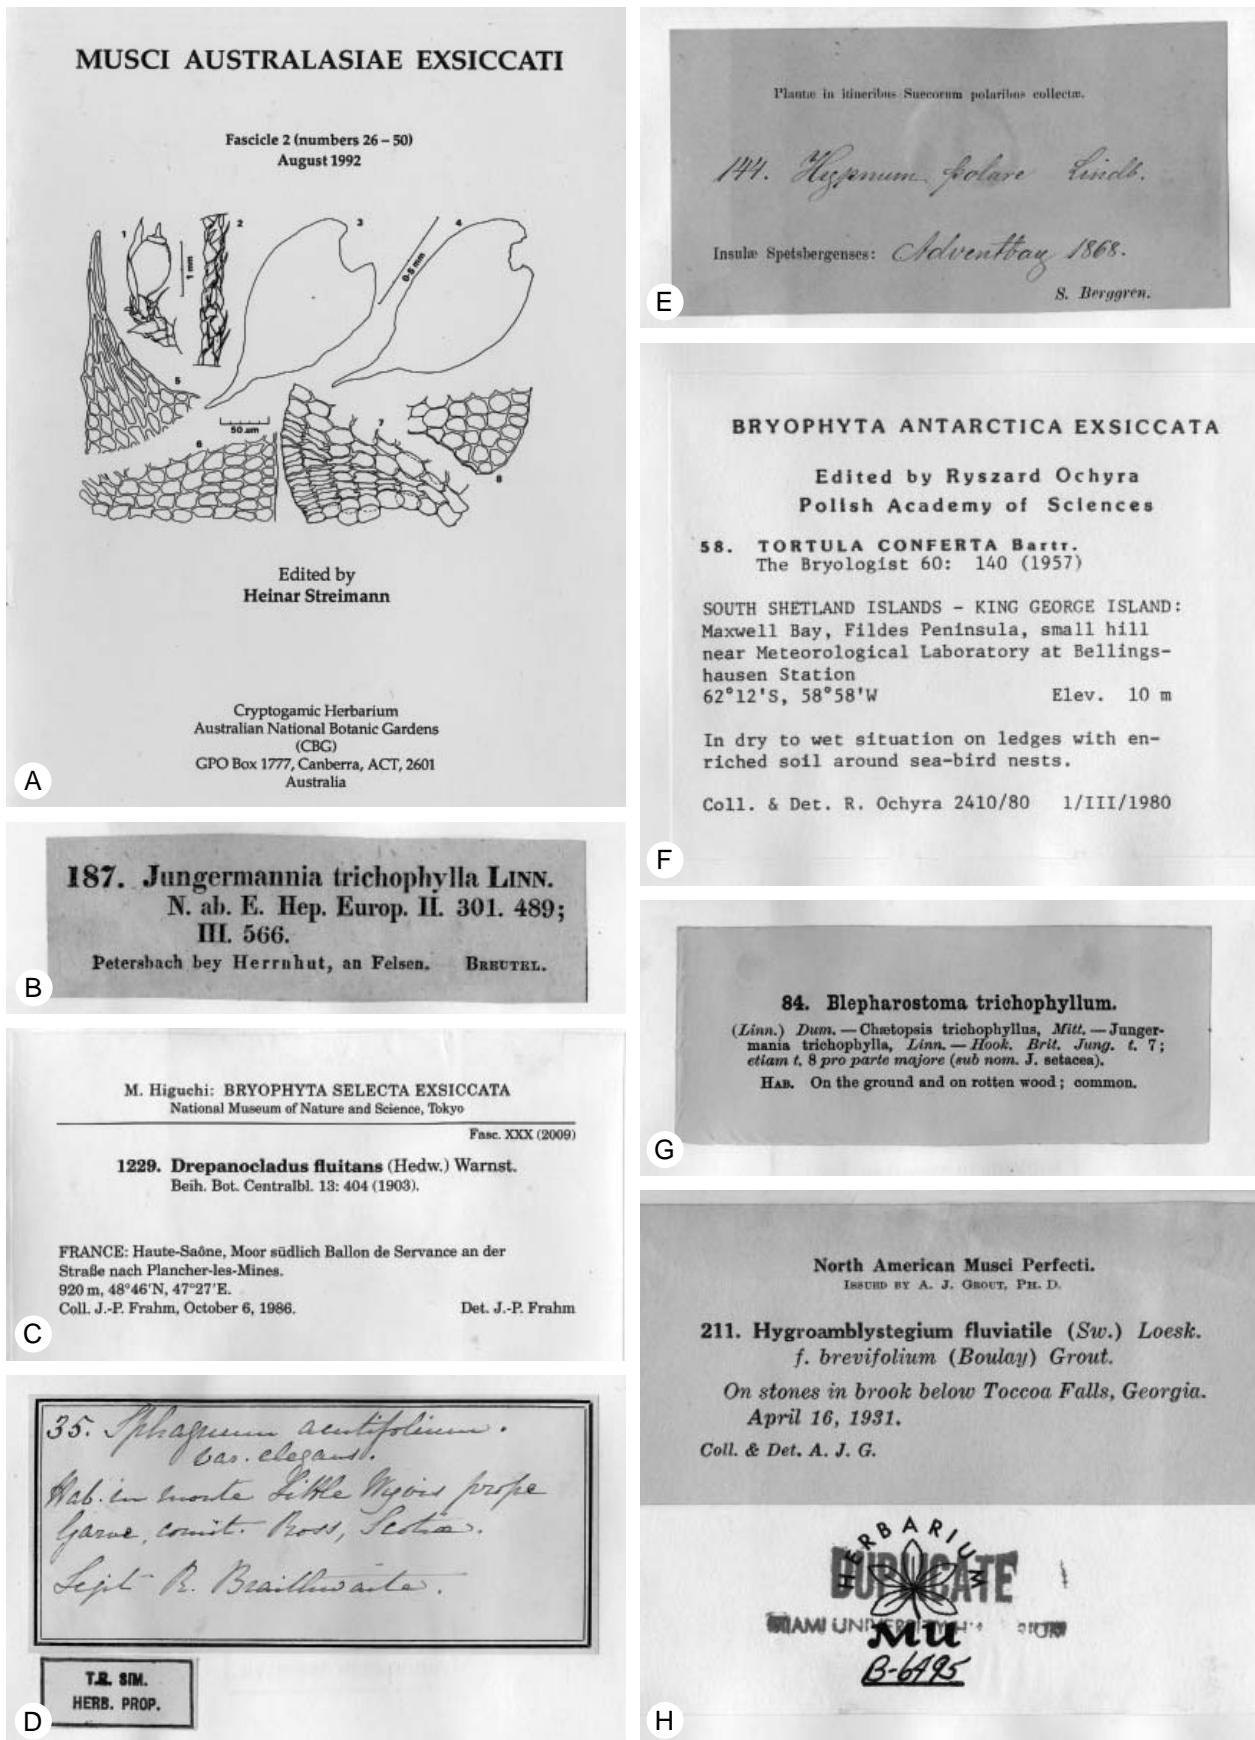 MUSCI AUSTRALASIAE EXSICCATI
Fascicle 2 (numbers 26 – 50)
August 1992
1
2
3
4
1 mm
0·5 mm
5
50 µm
6
7
8
Edited by
Heinar Streimann
Cryptogamic Herbarium
Australian National Botanic Gardens
(CBG)
GPO Box 1777, Canberra, ACT, 2601
Australia
A
187. Jungermannia trichophylla LINN.
N. ab. E. Hep. Europ. II. 301. 489;
III. 566.
Petersbach bey Herrnhut, an Felsen. BREUTEL.
B
M. Higuchi: BRYOPHYTA SELECTA EXSICCATA
National Museum of Nature and Science, Tokyo
Fasc. XXX (2009)
1229. Drepanocladus fluitans (Hedw.) Warnst.
Beih. Bot. Centralbl. 13: 404 (1903).
FRANCE: Haute-Saône, Moor südlich Ballon de Servance an der
Straße nach Plancher-les-Mines.
920 m, 48°46'N, 47°27'E.
Coll. J.-P. Frahm, October 6, 1986. Det. J.-P. Frahm
C
35. Sphagnum acutifolium.
var. elegans.
Hab. in monte Little Wyvis prope
Garve, comit. Ross, Scotiæ.
Legit R. Braithwaite.
T.R. SIM.
HERB. PROP.
D
Plantæ in itineribus Suecorum polaribus collectæ.
144. Hypnum polare Lindb.
Insulæ Spetsbergenses: Adventbay 1868.
S. Berggren.
E
BRYOPHYTA ANTARCTICA EXSICCATA
Edited by Ryszard Ochyra
Polish Academy of Sciences
58. TORTULA CONFERTA Bartr.
The Bryologist 60: 140 (1957)
SOUTH SHETLAND ISLANDS - KING GEORGE ISLAND:
Maxwell Bay, Fildes Peninsula, small hill
near Meteorological Laboratory at Bellings-
hausen Station
62°12'S, 58°58'W Elev. 10 m
In dry to wet situation on ledges with en-
riched soil around sea-bird nests.
Coll. & Det. R. Ochyra 2410/80 1/III/1980
F
84. Blepharostoma trichophyllum.
(Linn.) Dum. — Chætopsis trichophyllus, Mitt. — Junger-
mania trichophylla, Linn. — Hook. Brit. Jung. t. 7;
etiam t. 8 pro parte majore (sub nom. J. setacea).
HAB. On the ground and on rotten wood; common.
G
North American Musci Perfecti.
ISSUED BY A. J. GROUT, PH. D.
211. Hygroamblystegium fluviatile (Sw.) Loesk.
f. brevifolium (Boulay) Grout.
On stones in brook below Toccoa Falls, Georgia.
April 16, 1931.
Coll. & Det. A. J. G.
HERBARIUM
DUPLICATE
MIAMI UNIVERSITY
MU
B-6495
H